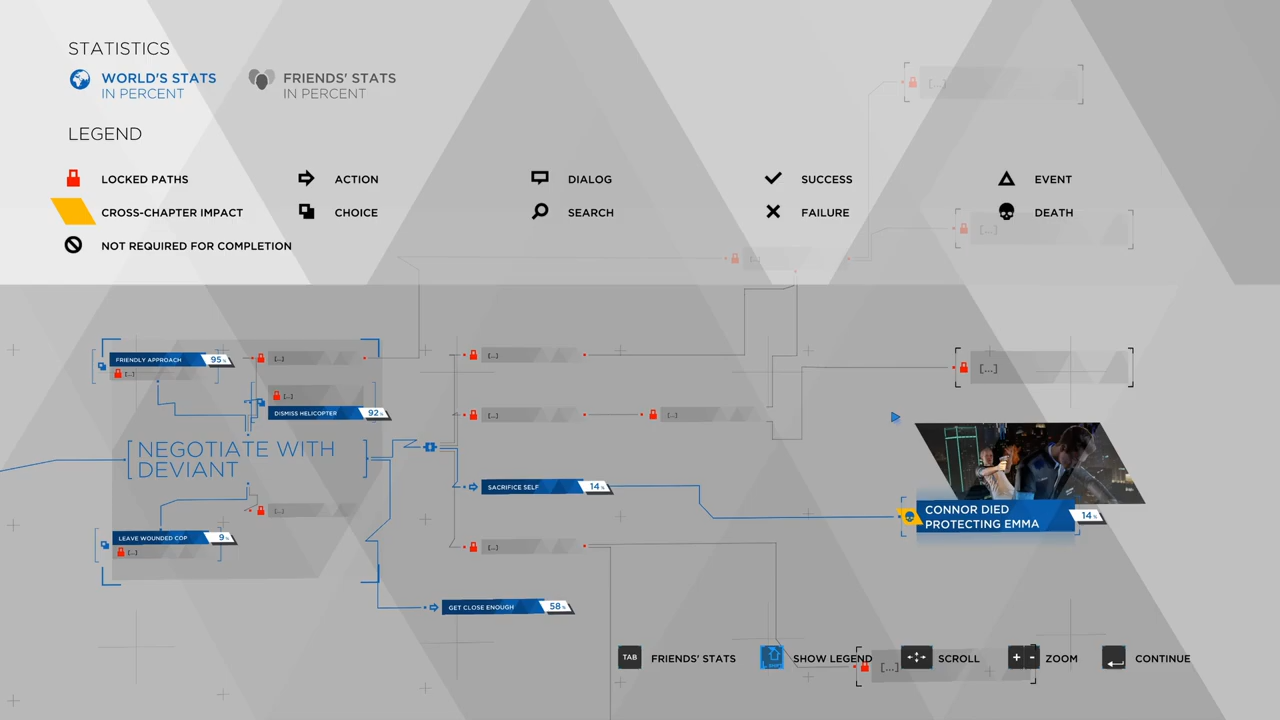 STATISTICS
WORLD'S STATS
IN PERCENT
FRIENDS' STATS
IN PERCENT
LEGEND
LOCKED PATHS
ACTION
DIALOG
SUCCESS
EVENT
CROSS-CHAPTER IMPACT
CHOICE
SEARCH
FAILURE
DEATH
NOT REQUIRED FOR COMPLETION
[...]
[...]
[...]
FRIENDLY APPROACH 95%
[...]
[...]
[...]
[...]
[...]
DISMISS HELICOPTER 92%
[...]
[...]
NEGOTIATE WITH
DEVIANT
SACRIFICE SELF 14%
[...]
CONNOR DIED
PROTECTING EMMA
14%
LEAVE WOUNDED COP 9%
[...]
[...]
GET CLOSE ENOUGH 58%
TAB FRIENDS' STATS
SHOW LEGEND
[...]
SCROLL
+ - ZOOM
CONTINUE